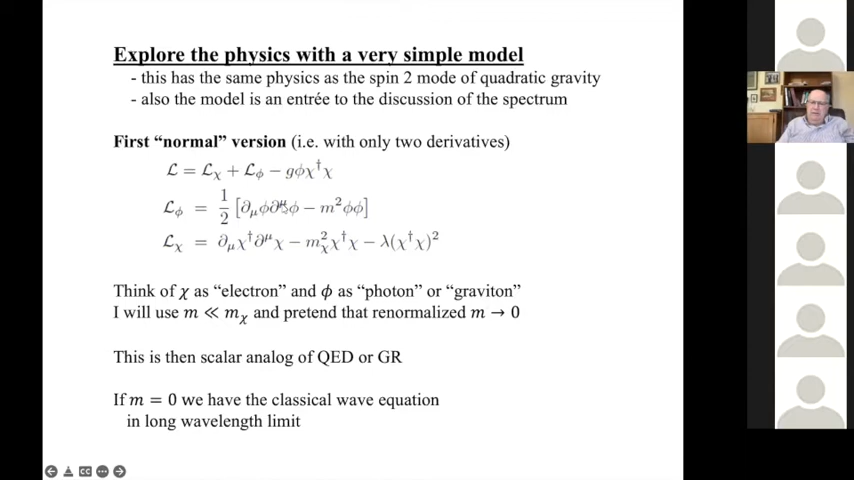 Explore the physics with a very simple model
- this has the same physics as the spin 2 mode of quadratic gravity
- also the model is an entrée to the discussion of the spectrum
First “normal” version (i.e. with only two derivatives)
ℒ = ℒ_χ + ℒ_ϕ − gϕχ†χ
ℒ_ϕ = 1/2 [∂_μϕ∂^μϕ − m²ϕϕ]
ℒ_χ = ∂_μχ†∂^μχ − m_χ²χ†χ − λ(χ†χ)²
Think of χ as “electron” and ϕ as “photon” or “graviton”
I will use m ≪ m_χ and pretend that renormalized m → 0
This is then scalar analog of QED or GR
If m = 0 we have the classical wave equation
in long wavelength limit
CC